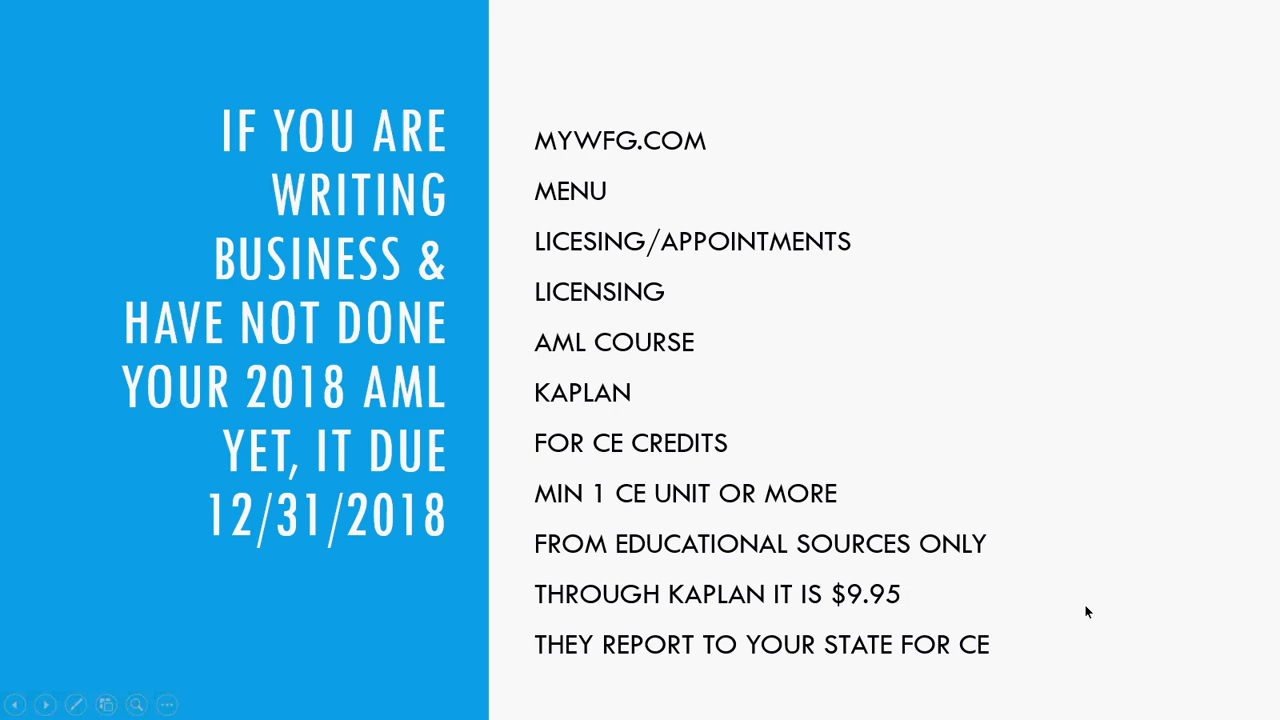 IF YOU ARE
WRITING
BUSINESS &
HAVE NOT DONE
YOUR 2018 AML
YET, IT DUE
12/31/2018
MYWFG.COM
MENU
LICESING/APPOINTMENTS
LICENSING
AML COURSE
KAPLAN
FOR CE CREDITS
MIN 1 CE UNIT OR MORE
FROM EDUCATIONAL SOURCES ONLY
THROUGH KAPLAN IT IS $9.95
THEY REPORT TO YOUR STATE FOR CE